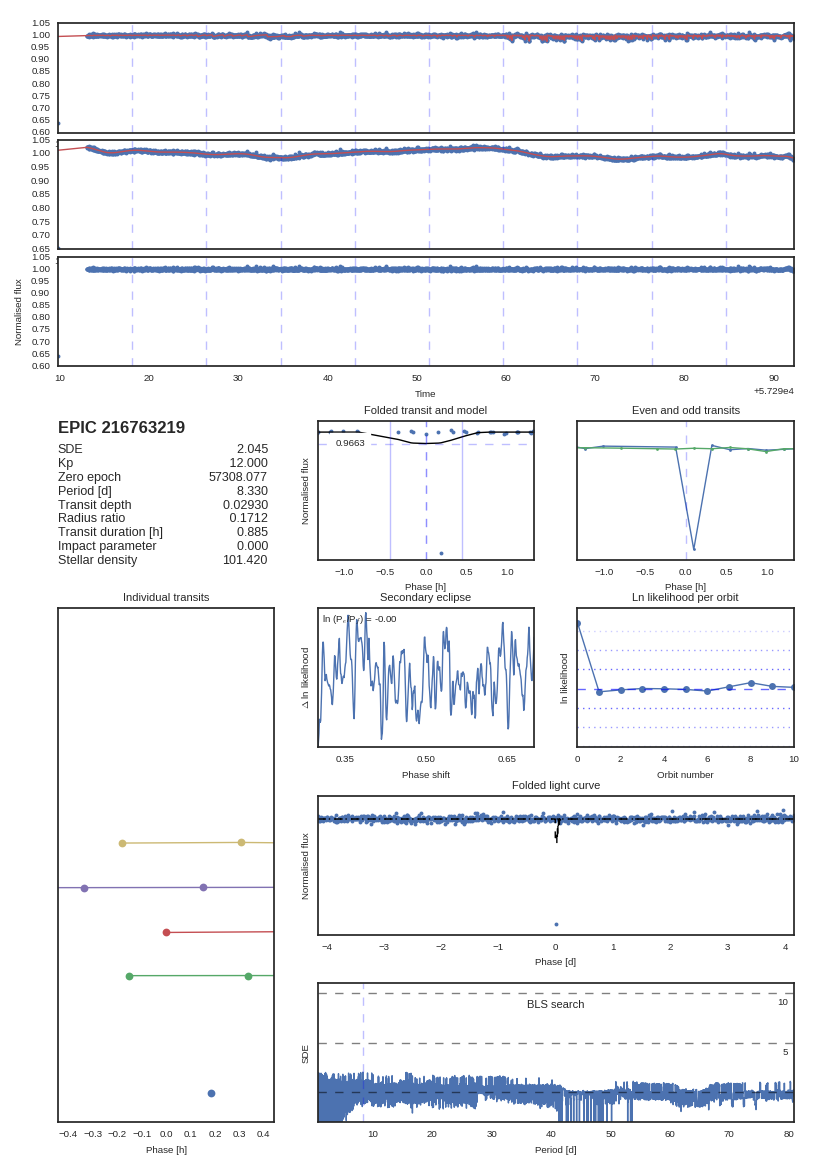 1.05
1.00
0.95
0.90
0.85
0.80
0.75
0.70
0.65
0.60
1.05
1.00
0.95
0.90
0.85
0.80
0.75
0.70
0.65
1.05
1.00
0.95
0.90
0.85
0.80
0.75
0.70
0.65
0.60
Normalised flux
10 20 30 40 50 60 70 80 90
Time
+5.729e4
EPIC 216763219
SDE 2.045
Kp 12.000
Zero epoch 57308.077
Period [d] 8.330
Transit depth 0.02930
Radius ratio 0.1712
Transit duration [h] 0.885
Impact parameter 0.000
Stellar density 101.420
Folded transit and model
0.9663
Normalised flux
−1.0 −0.5 0.0 0.5 1.0
Phase [h]
Even and odd transits
−1.0 −0.5 0.0 0.5 1.0
Phase [h]
Individual transits
−0.4 −0.3 −0.2 −0.1 0.0 0.1 0.2 0.3 0.4
Phase [h]
Secondary eclipse
= -0.00
Δ ln likelihood
0.35 0.50 0.65
Phase shift
Ln likelihood per orbit
ln likelihood
0 2 4 6 8 10
Orbit number
Folded light curve
Normalised flux
−4 −3 −2 −1 0 1 2 3 4
Phase [d]
BLS search
10
5
SDE
10 20 30 40 50 60 70 80
Period [d]